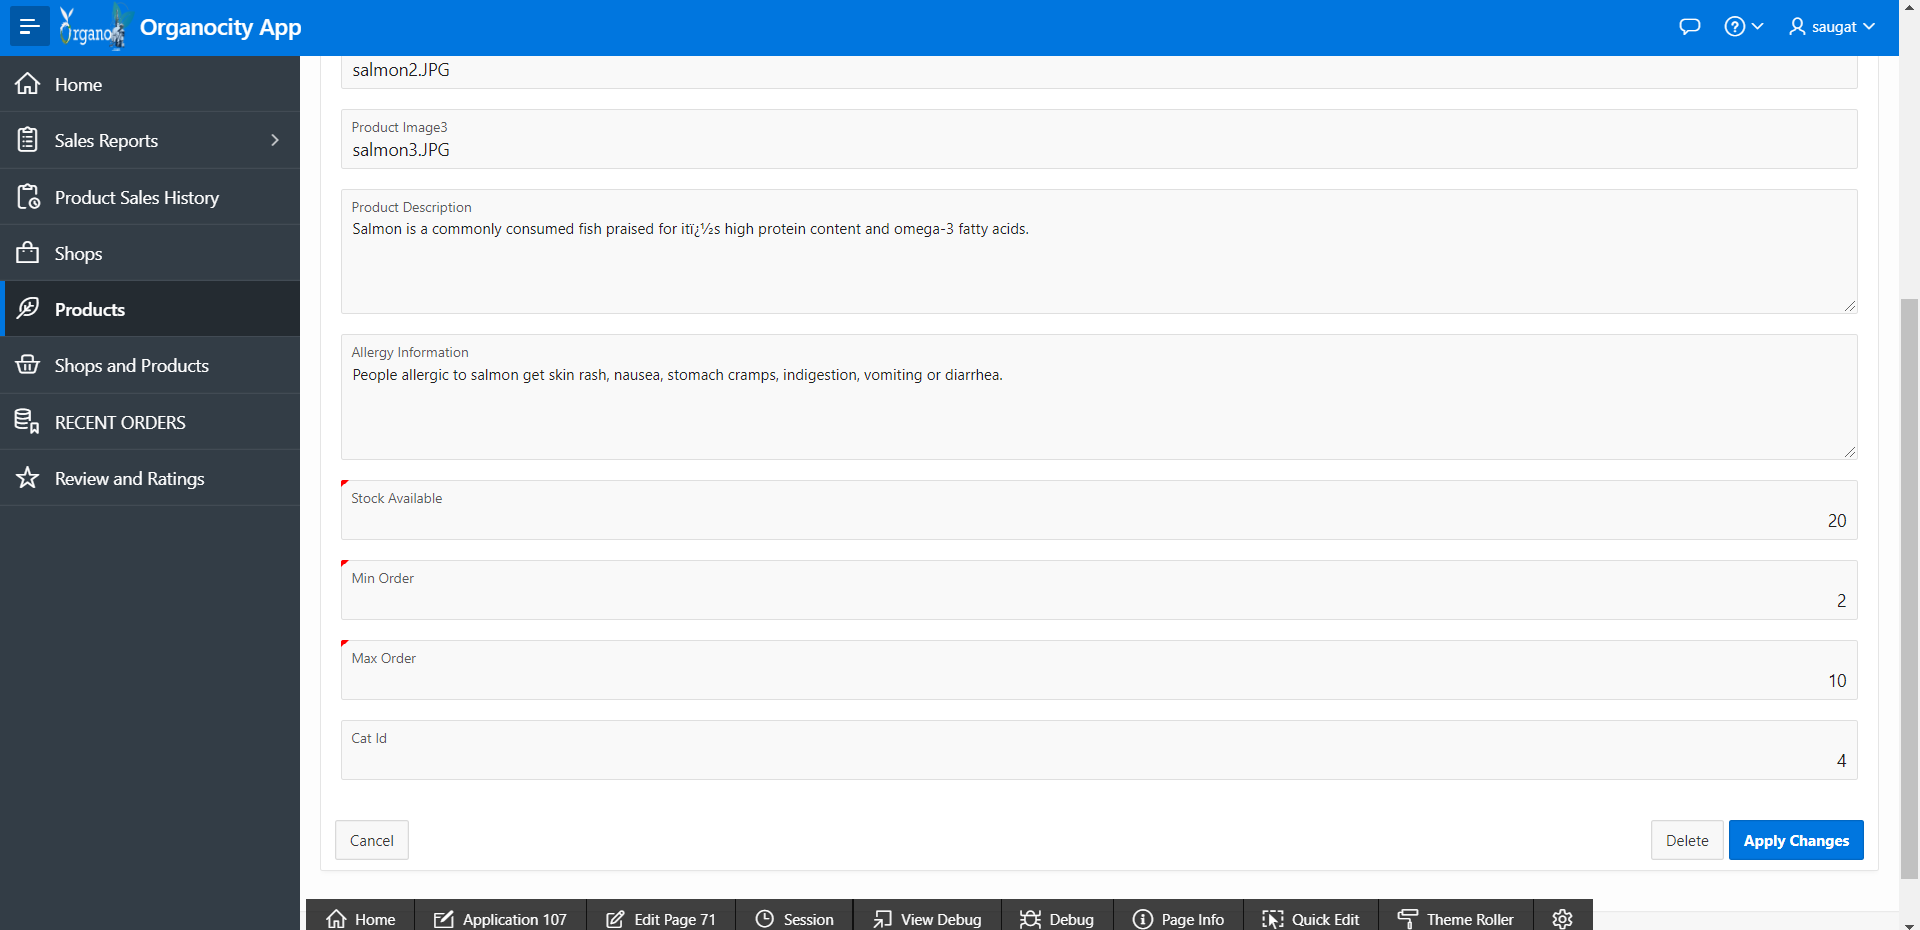 Organo
Organocity App
saugat
Home
Sales Reports
Product Sales History
Shops
Products
Shops and Products
RECENT ORDERS
Review and Ratings
salmon2.JPG
Product Image3
salmon3.JPG
Product Description
Salmon is a commonly consumed fish praised for itï¿½s high protein content and omega-3 fatty acids.
Allergy Information
People allergic to salmon get skin rash, nausea, stomach cramps, indigestion, vomiting or diarrhea.
Stock Available
20
Min Order
2
Max Order
10
Cat Id
4
Cancel
Delete
Apply Changes
Home
Application 107
Edit Page 71
Session
View Debug
Debug
Page Info
Quick Edit
Theme Roller